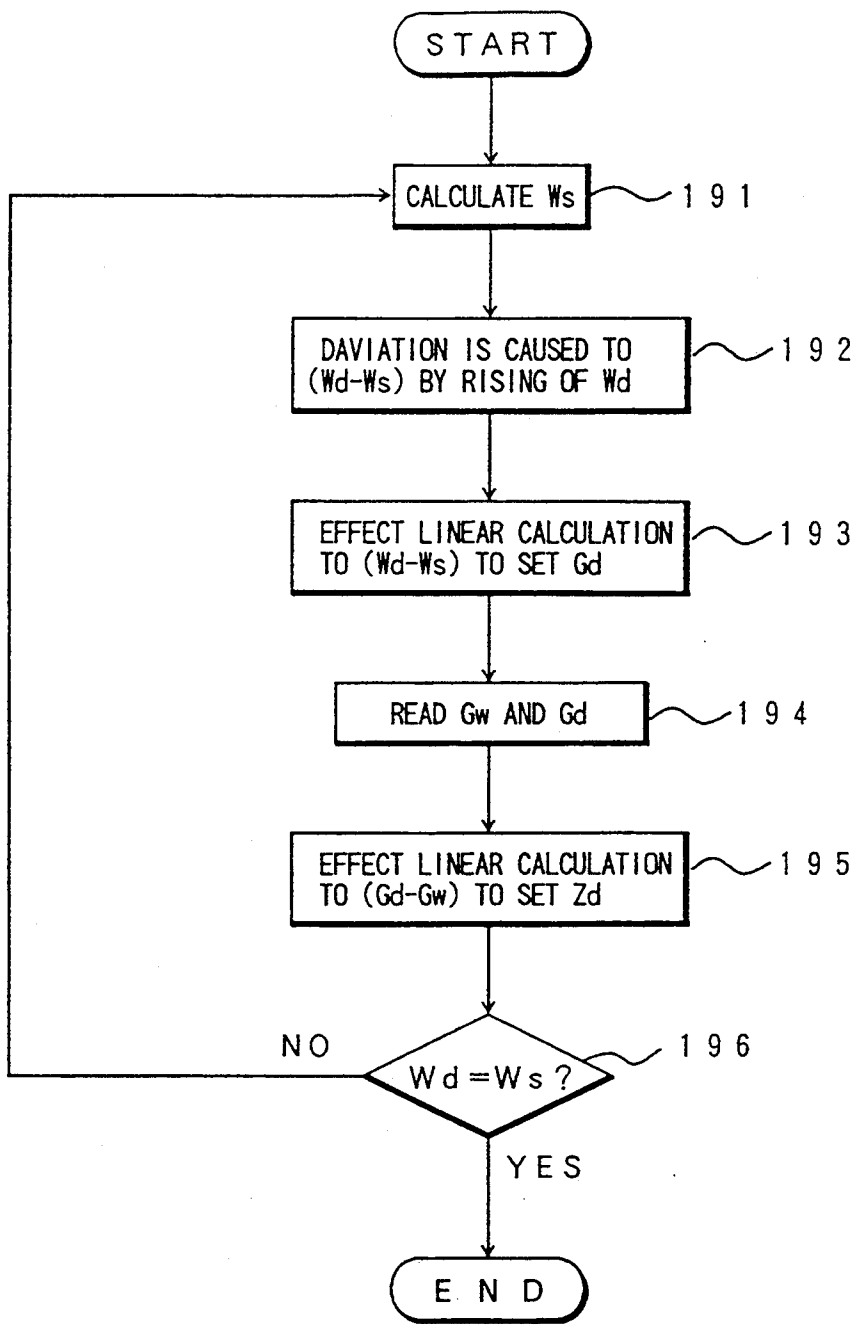 START
CALCULATE Ws
191
DAVIATION IS CAUSED TO
(Wd-Ws) BY RISING OF Wd
192
EFFECT LINEAR CALCULATION
TO (Wd-Ws) TO SET Gd
193
READ Gw AND Gd
194
EFFECT LINEAR CALCULATION
TO (Gd-Gw) TO SET Zd
195
NO
Wd=Ws?
196
YES
END